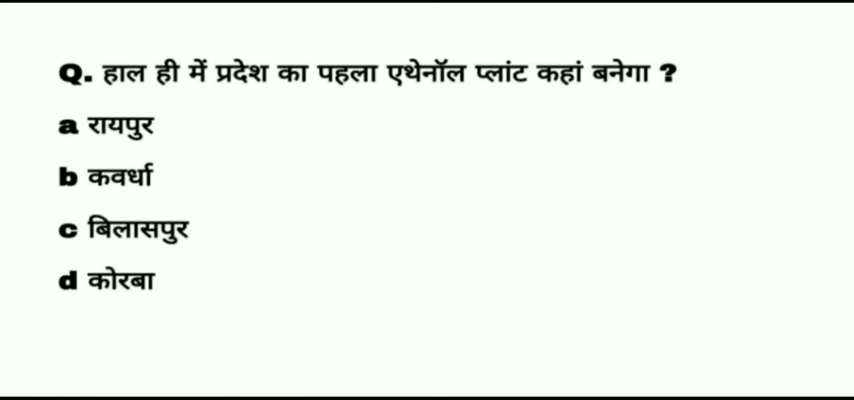 Q. हाल ही में प्रदेश का पहला एथेनॉल प्लांट कहां बनेगा ?
a रायपुर
b कवर्धा
c बिलासपुर
d कोरबा